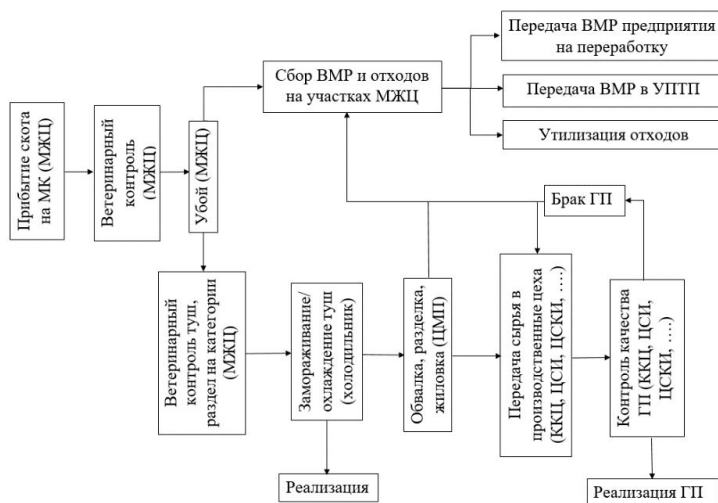 Передача ВМР предприятия
на переработку
Сбор ВМР и отходов
на участках МЖЦ
Передача ВМР в УПТП
Утилизация отходов
Прибытие скота
на МК (МЖЦ)
Ветеринарный
контроль
(МЖЦ)
Убой (МЖЦ)
Брак ГП
Ветеринарный
контроль туш,
раздел на категории
(МЖЦ)
Замораживание/
охлаждение туш
(холодильник)
Обвалка, разделка,
жиловка (ЦМП)
Передача сырья в
производственные цеха
(ККЦ, ЦСИ, ЦСКИ, ….)
Контроль качества
ГП (ККЦ, ЦСИ,
ЦСКИ, ….)
Реализация
Реализация ГП